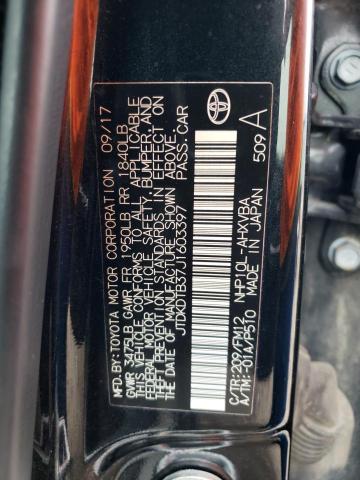 MFD.BY:TOYOTA MOTOR CORPORATION 09/17
GVWR 3475LB GAWR FR 1950LB RR 1840LB
THIS VEHICLE CONFORMS TO ALL APPLICABLE
FEDERAL MOTOR VEHICLE SAFETY, BUMPER, AND
THEFT PREVENTION STANDARDS IN EFFECT ON
THE DATE OF MANUFACTURE SHOWN ABOVE.
JTDKDTB37J1603397 PASS.CAR
C/TR:209/FM12 NHP10L-AHXVBA
A/TM:-01A/P510 MADE IN JAPAN 509 A